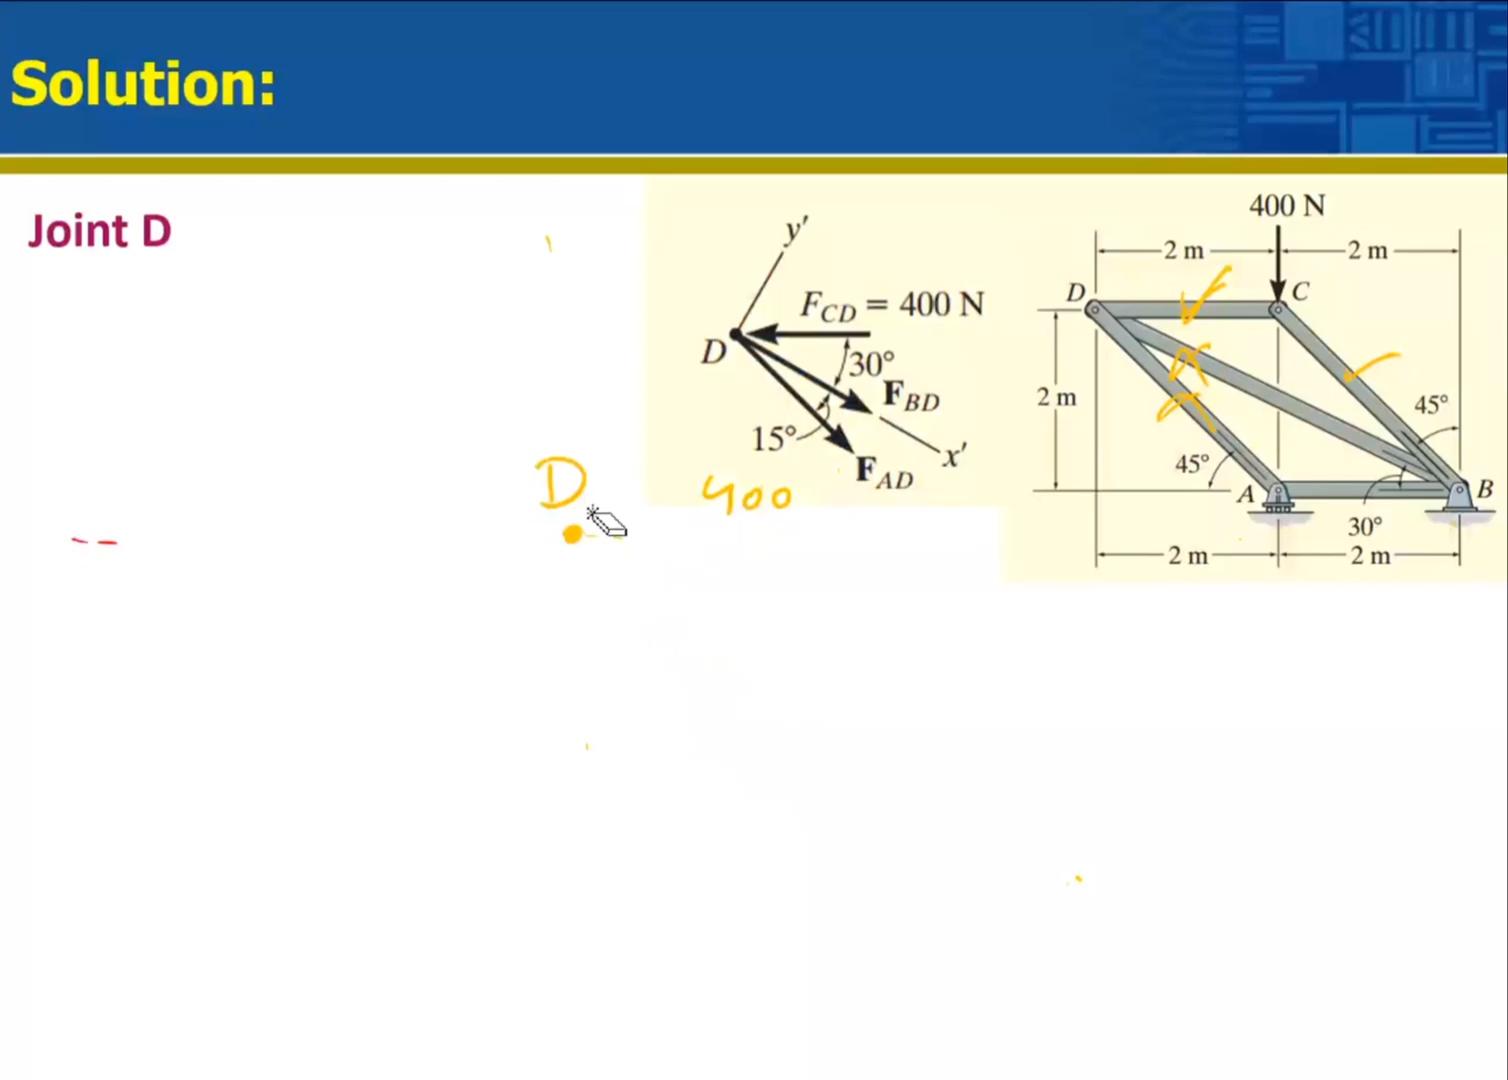 Solution:
Joint D
y'
F_CD = 400 N
D
30°
F_BD
15°
x'
F_AD
D
400
400 N
2 m
2 m
D
C
2 m
45°
45°
A
B
30°
2 m
2 m